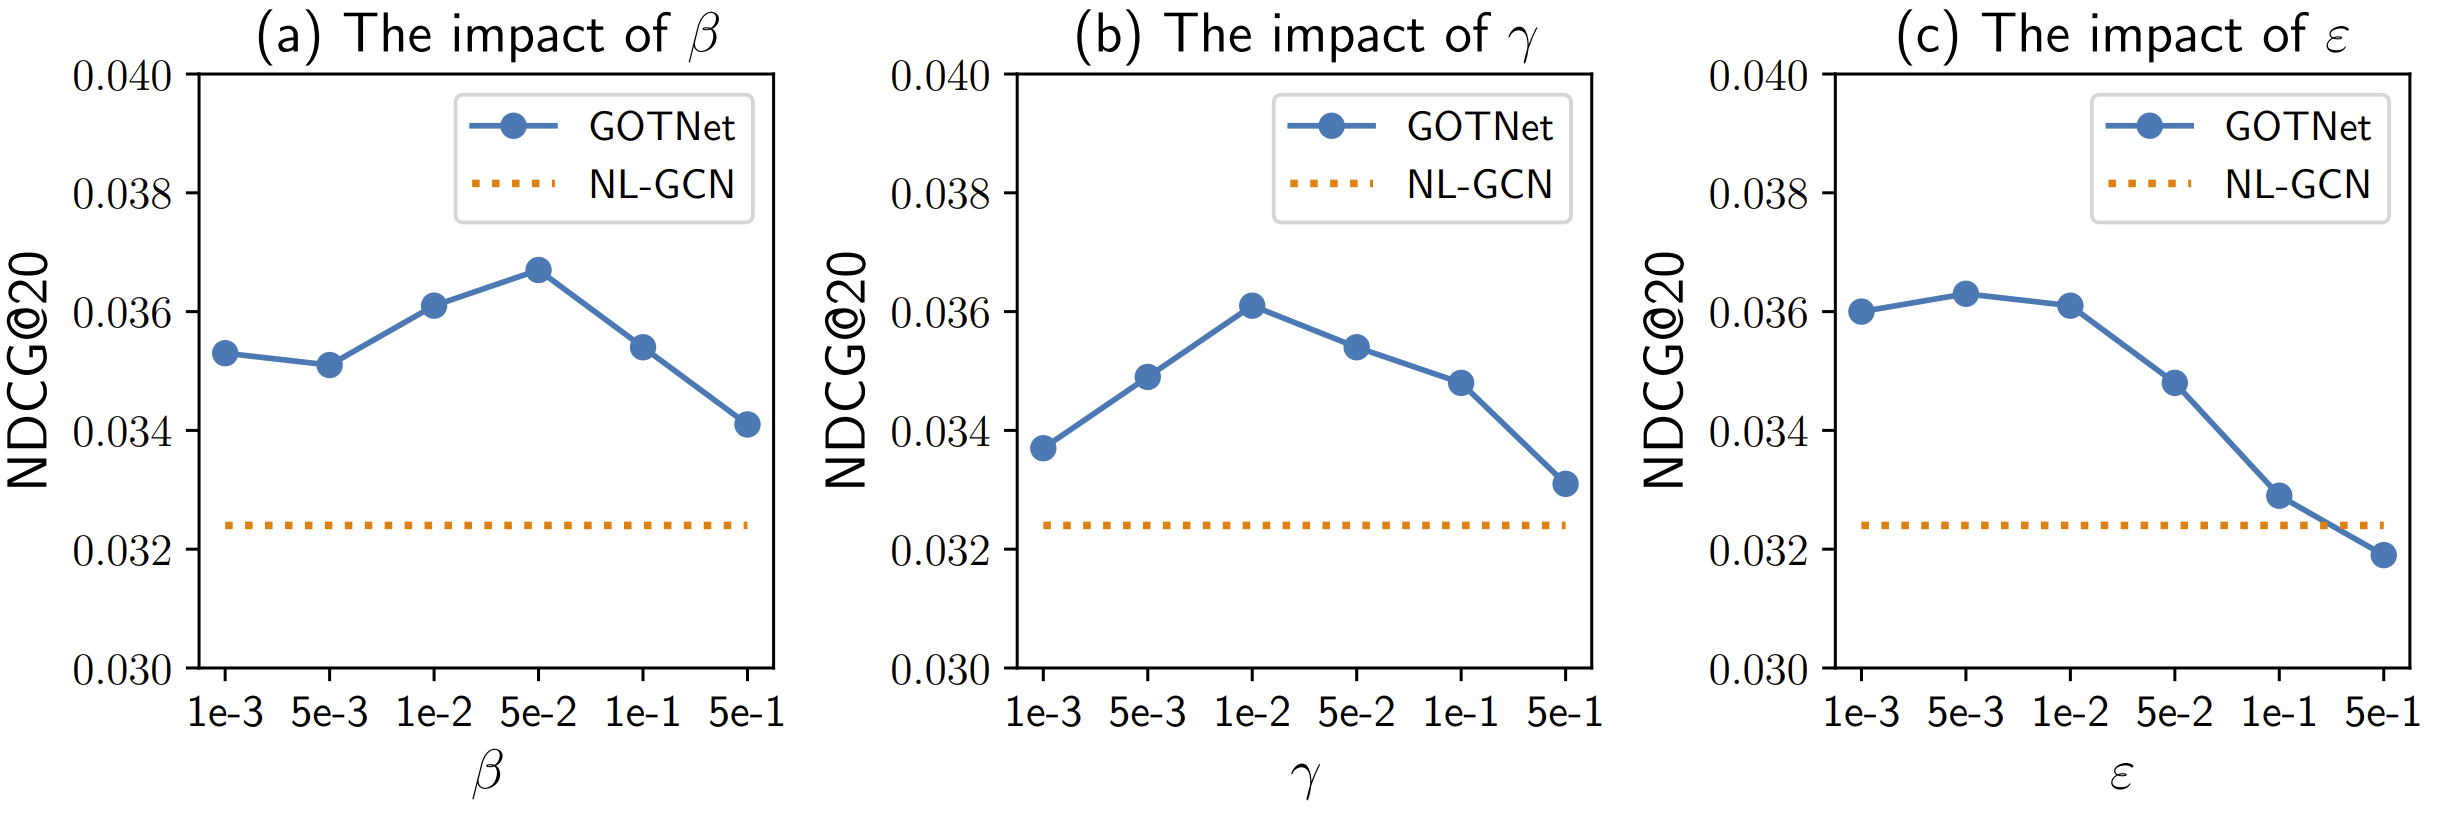 (a) The impact of β
0.040
0.038
0.036
0.034
0.032
0.030
NDCG@20
GOTNet
NL-GCN
1e-3 5e-3 1e-2 5e-2 1e-1 5e-1
β
(b) The impact of γ
0.040
0.038
0.036
0.034
0.032
0.030
NDCG@20
GOTNet
NL-GCN
1e-3 5e-3 1e-2 5e-2 1e-1 5e-1
γ
(c) The impact of ε
0.040
0.038
0.036
0.034
0.032
0.030
NDCG@20
GOTNet
NL-GCN
1e-3 5e-3 1e-2 5e-2 1e-1 5e-1
ε